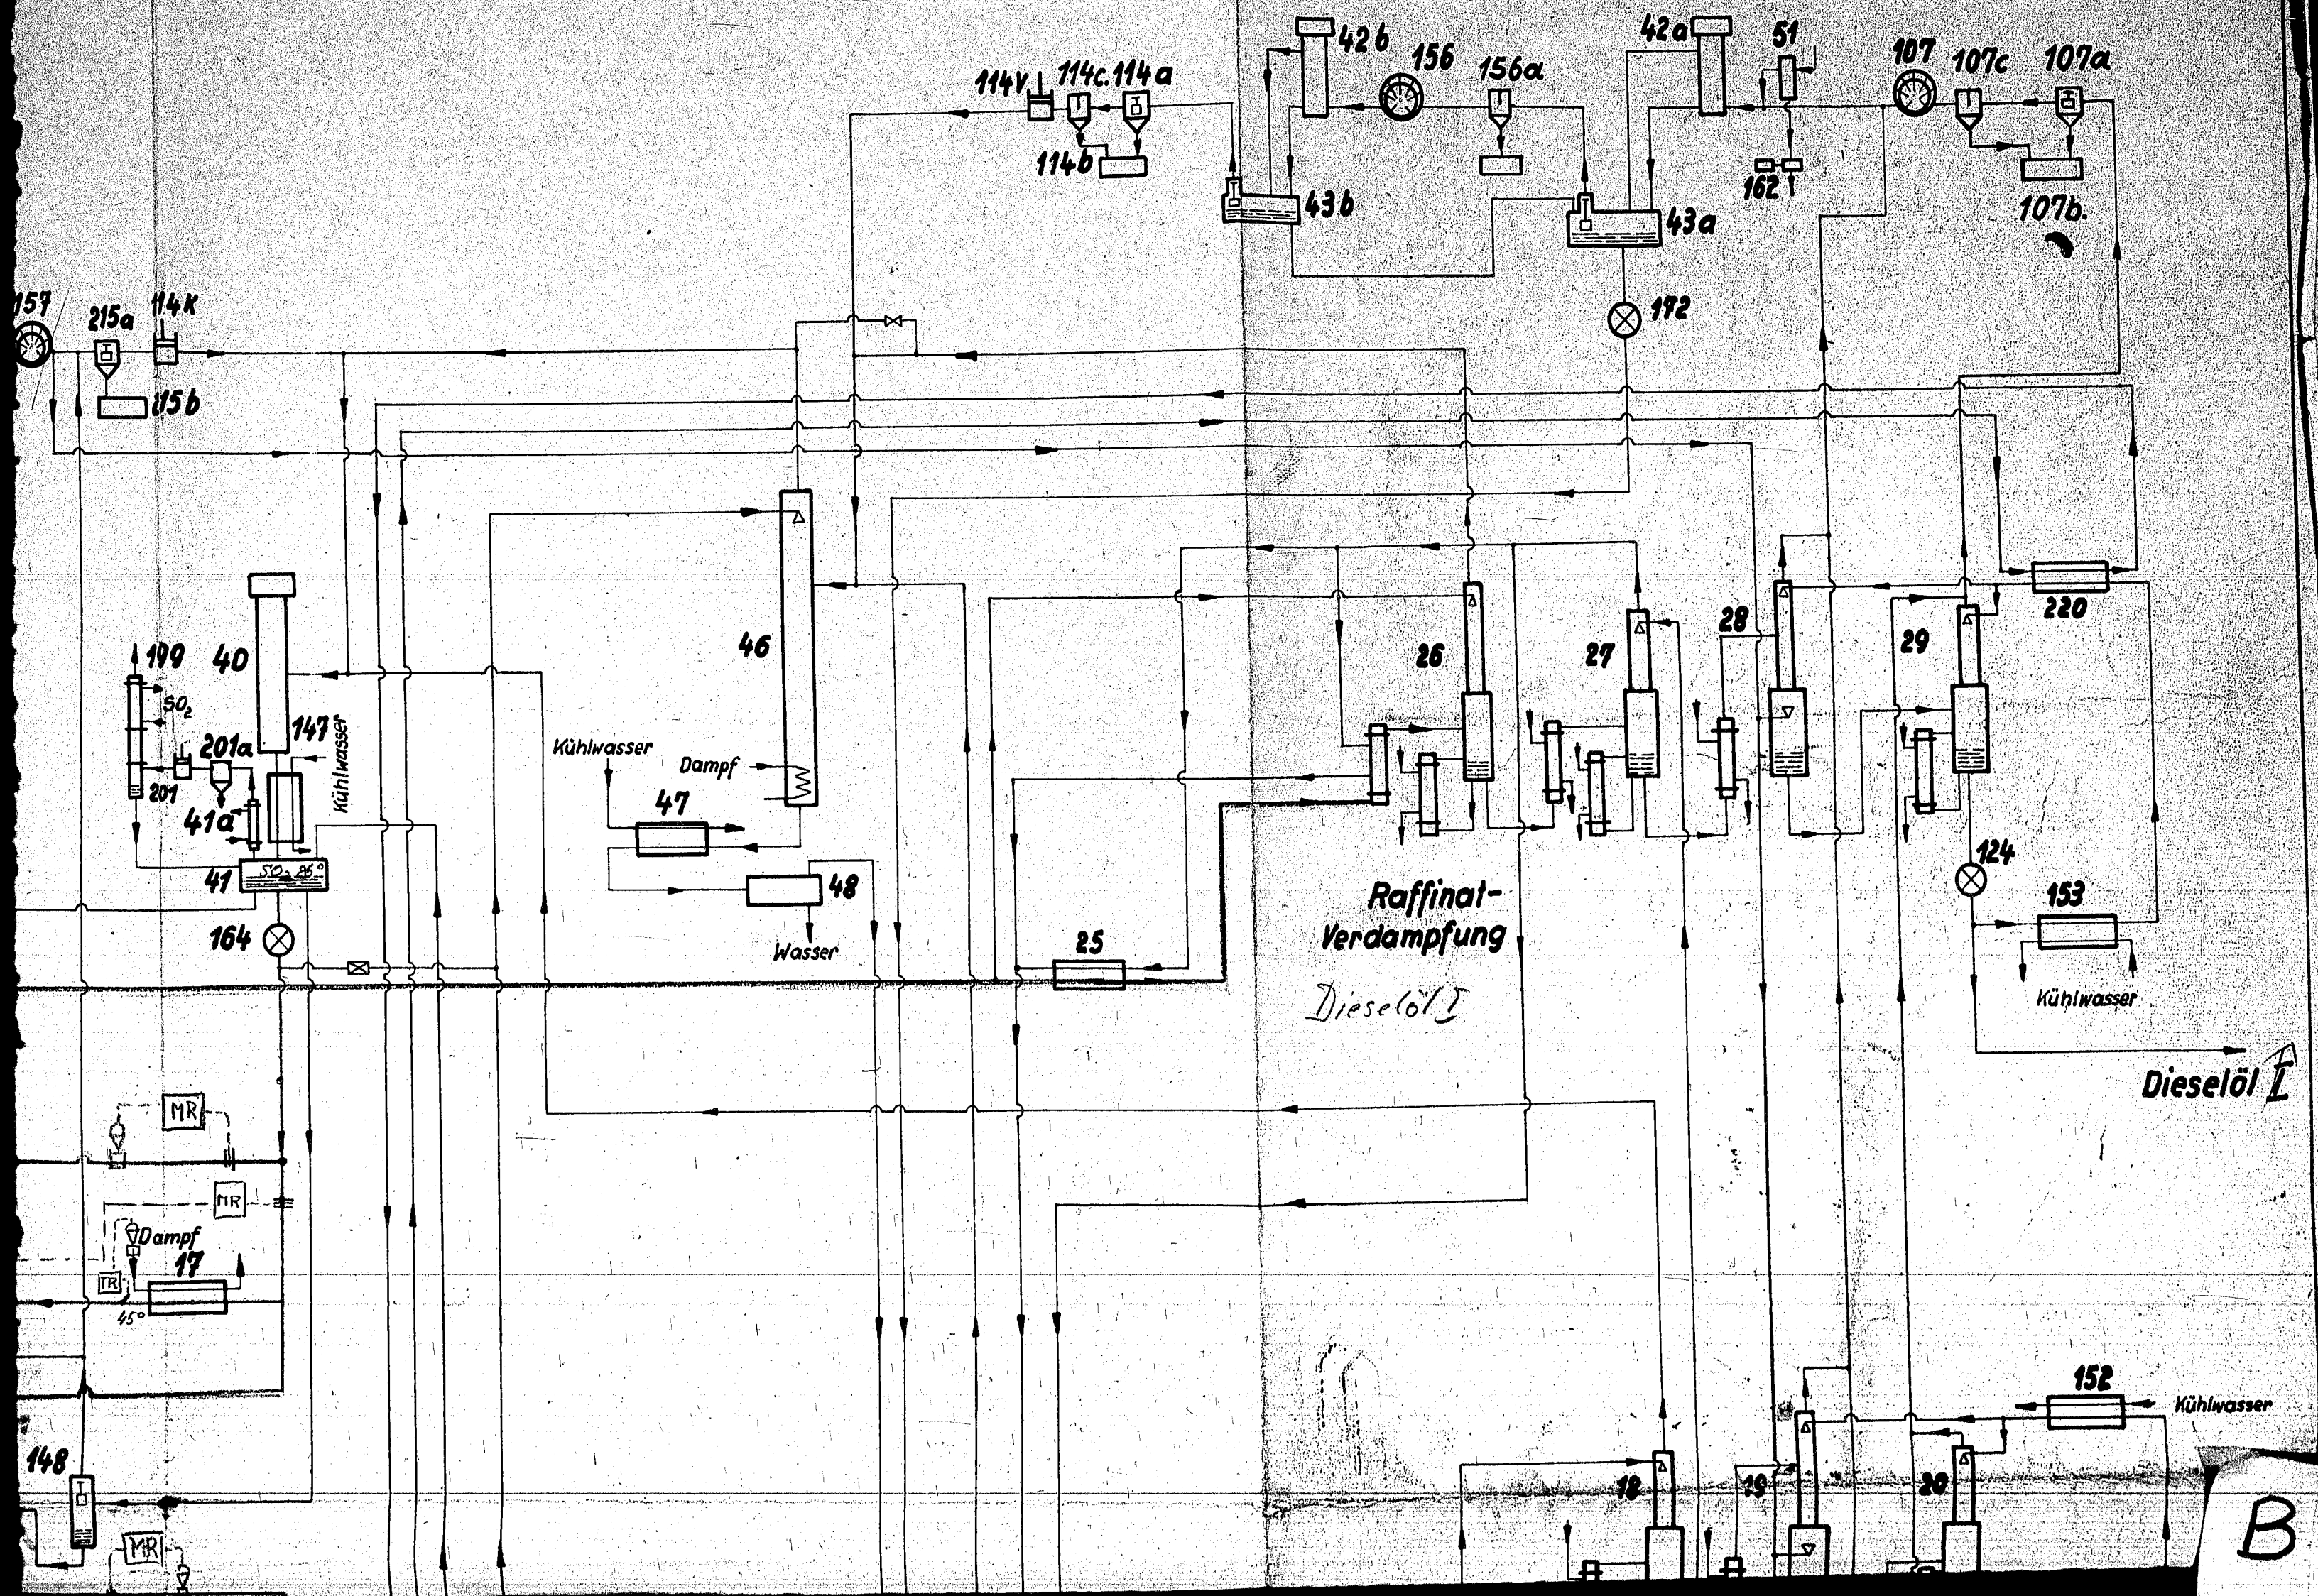 42b
42a
51
156
156a
107
107c
107a
114V
114c.
114a
114b
162
107b.
43b
43a
172
157
215a
114K
215b
220
46
28
29
26
27
199
40
SO2
147
Kühlwasser
201a
201
41a
Kühlwasser
Dampf
47
41
SO2 26°
48
Wasser
164
124
153
Kühlwasser
Raffinat-
Verdampfung
25
Dieselöl I
Dieselöl I
MR
MR
Dampf
17
TR
45°
152
Kühlwasser
148
18
19
20
MR
B